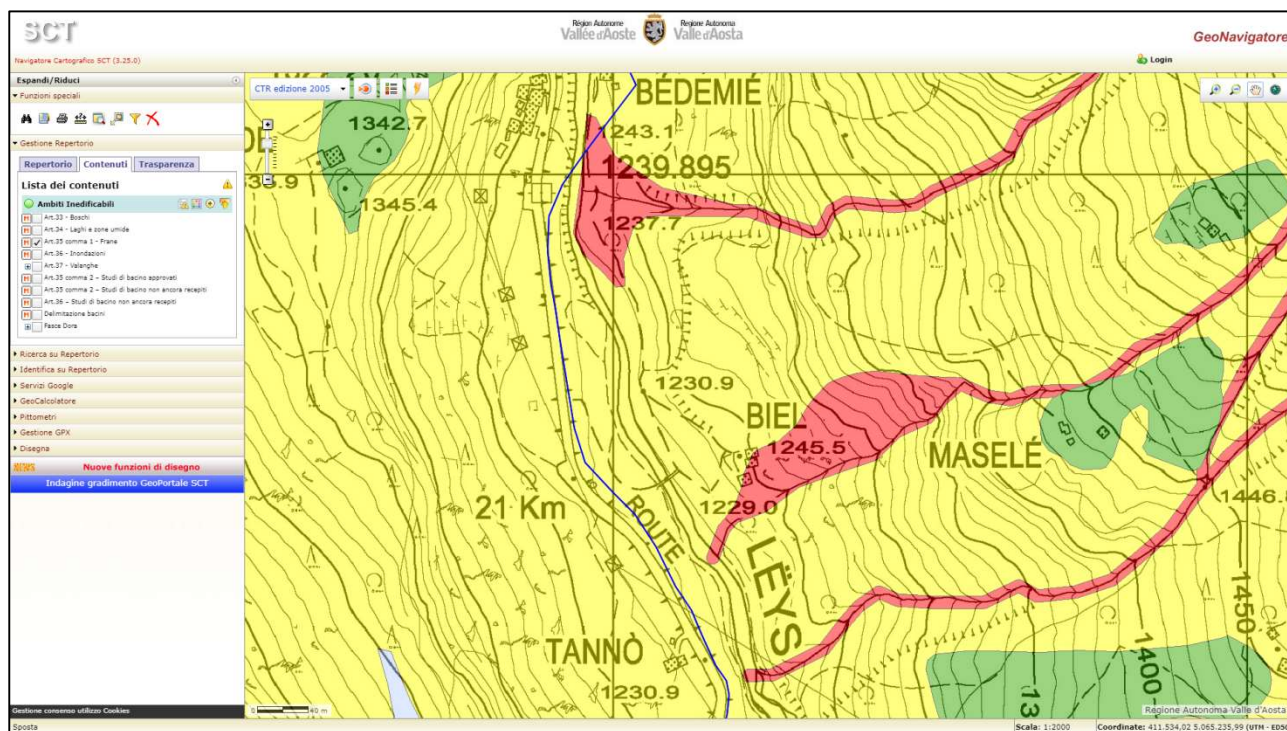 SCT
Région Autonome
Vallée d'Aoste
Regione Autonoma
Valle d'Aosta
GeoNavigatore
Navigatore Cartografico SCT (3.25.0)
Login
Espandi/Riduci
Funzioni speciali
Gestione Repertorio
Repertorio Contenuti Trasparenza
Lista dei contenuti
Ambiti Inedificabili
Art.33 - Boschi
Art.34 - Laghi e zone umide
Art.35 comma 1 - Frane
Art.36 - Inondazioni
Art.37 - Valanghe
Art.35 comma 2 – Studi di bacino approvati
Art.35 comma 2 – Studi di bacino non ancora recepiti
Art.36 – Studi di bacino non ancora recepiti
Delimitazione bacini
Fasce Dora
Ricerca su Repertorio
Identifica su Repertorio
Servizi Google
GeoCalcolatore
Pittometri
Gestione GPX
Disegna
NEWS Nuove funzioni di disegno
Indagine gradimento GeoPortale SCT
Gestione consenso utilizzo Cookies
Sposta
CTR edizione 2005
BÉDEMIÉ
1342.7
1243.1
1239.895
1345.4
1237.7
1230.9
BIEL
1245.5
MASELÉ
1229.0
21 Km
ROUTE
LËYS
TANNÒ
1230.9
1446.
1450
1400
13
0 40 m
Regione Autonoma Valle d'Aosta
Scala: 1:2000
Coordinate: 411.534,02 5.065.235,99 (UTM - ED50